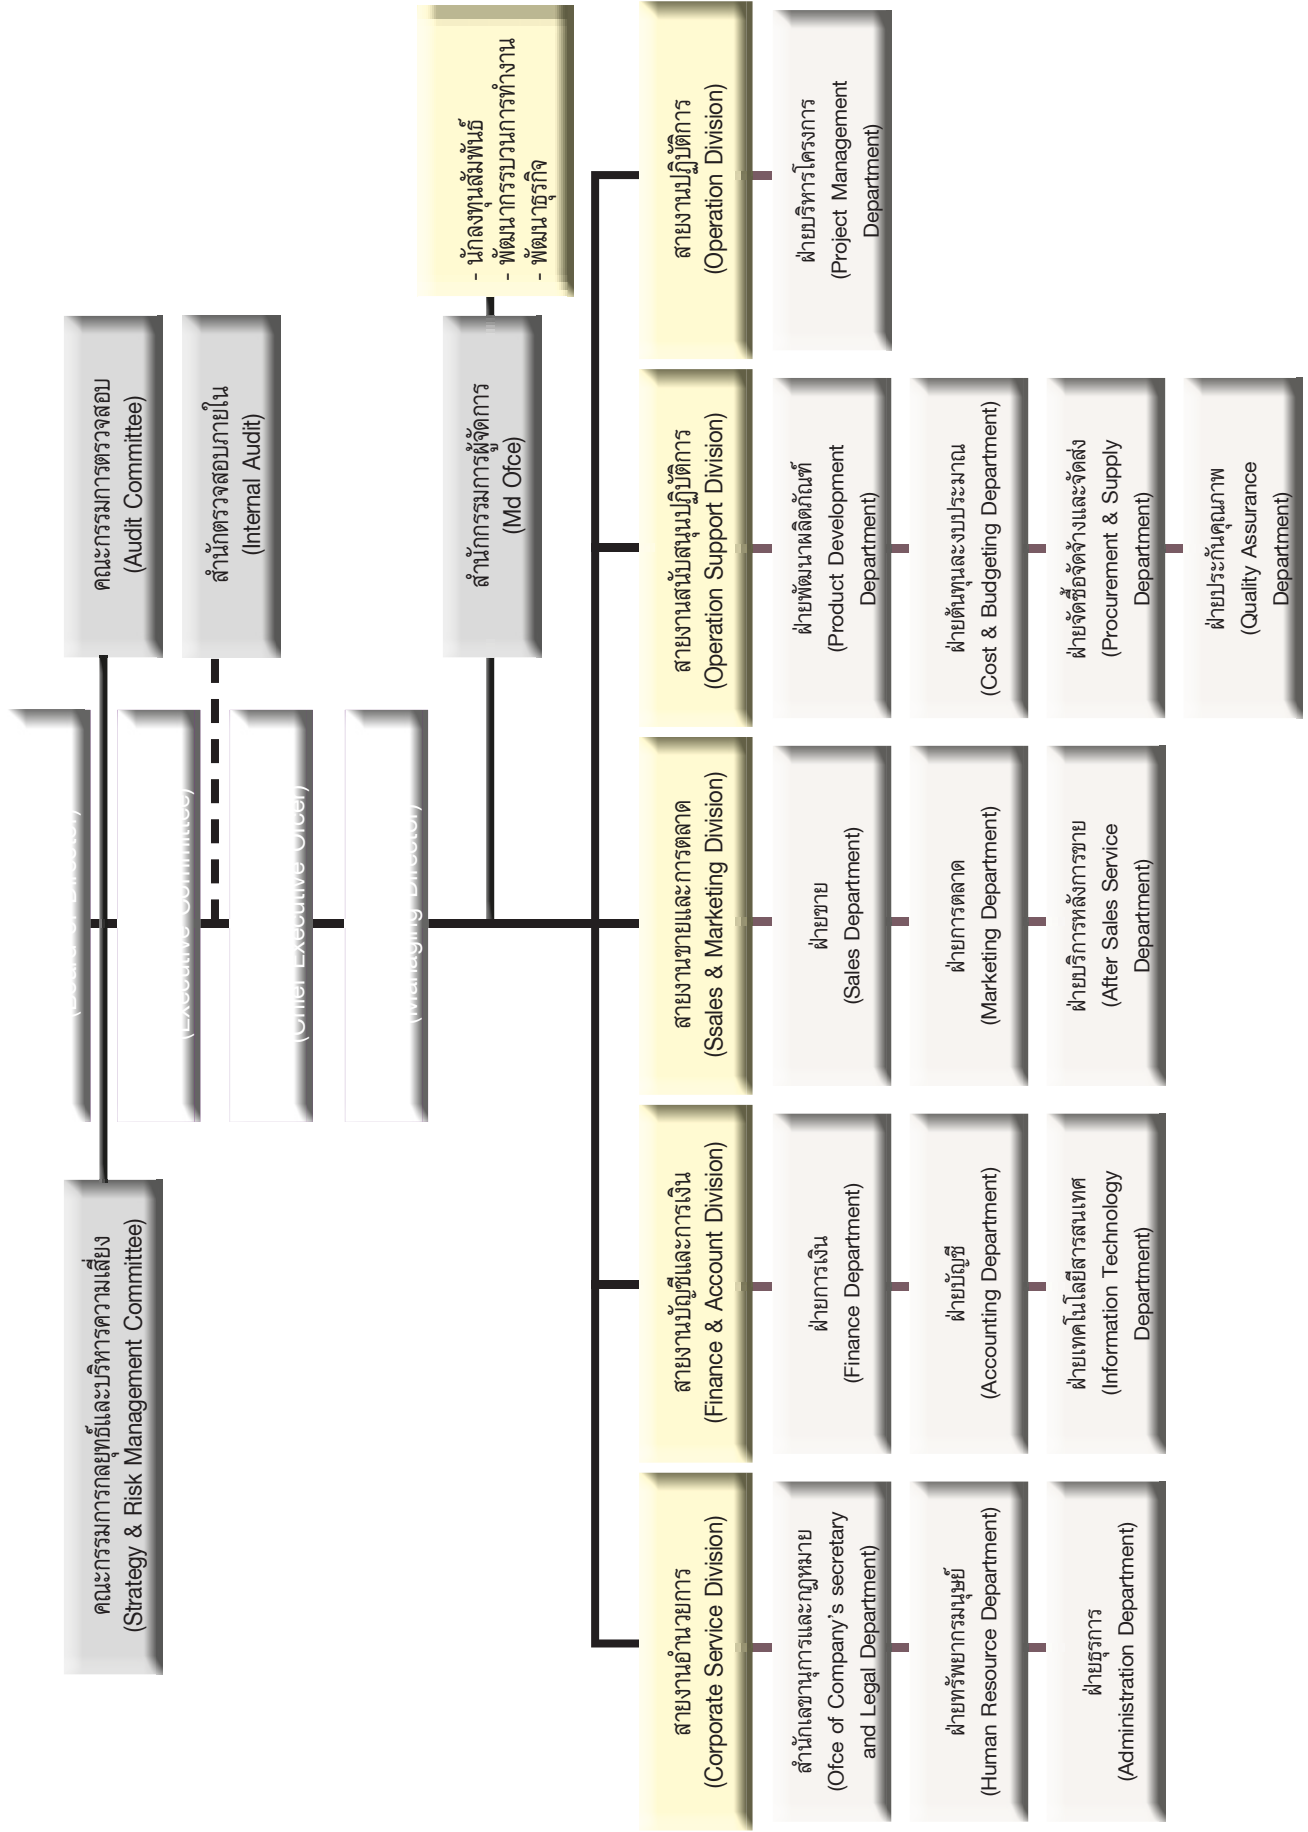 (Board of Director)
คณะกรรมการกลยุทธ์และบริหารความเสี่ยง
(Strategy & Risk Management Committee)
คณะกรรมการตรวจสอบ
(Audit Committee)
(Executive Committee)
สำนักตรวจสอบภายใน
(Internal Audit)
(Chief Executive Ofcer)
(Managing Director)
สำนักกรรมการผู้จัดการ
(Md Ofce)
- นักลงทุนสัมพันธ์
- พัฒนากรรบวนการทำงาน
- พัฒนาธุรกิจ
สายงานอำนวยการ
(Corporate Service Division)
สำนักเลขานุการและกฎหมาย
(Ofce of Company's secretary
and Legal Department)
ฝ่ายทรัพยากรมนุษย์
(Human Resource Department)
ฝ่ายธุรการ
(Administration Department)
สายงานบัญชีและการเงิน
(Finance & Account Division)
ฝ่ายการเงิน
(Finance Department)
ฝ่ายบัญชี
(Accounting Department)
ฝ่ายเทคโนโลยีสารสนเทศ
(Information Technology
Department)
สายงานขายและการตลาด
(Ssales & Marketing Division)
ฝ่ายขาย
(Sales Department)
ฝ่ายการตลาด
(Marketing Department)
ฝ่ายบริการหลังการขาย
(After Sales Service
Department)
สายงานสนับสนุนปฏิบัติการ
(Operation Support Division)
ฝ่ายพัฒนาผลิตภัณฑ์
(Product Development
Department)
ฝ่ายต้นทุนและงบประมาณ
(Cost & Budgeting Department)
ฝ่ายจัดซื้อจัดจ้างและจัดส่ง
(Procurement & Supply
Department)
ฝ่ายประกันคุณภาพ
(Quality Assurance
Department)
สายงานปฏิบัติการ
(Operation Division)
ฝ่ายบริหารโครงการ
(Project Management
Department)